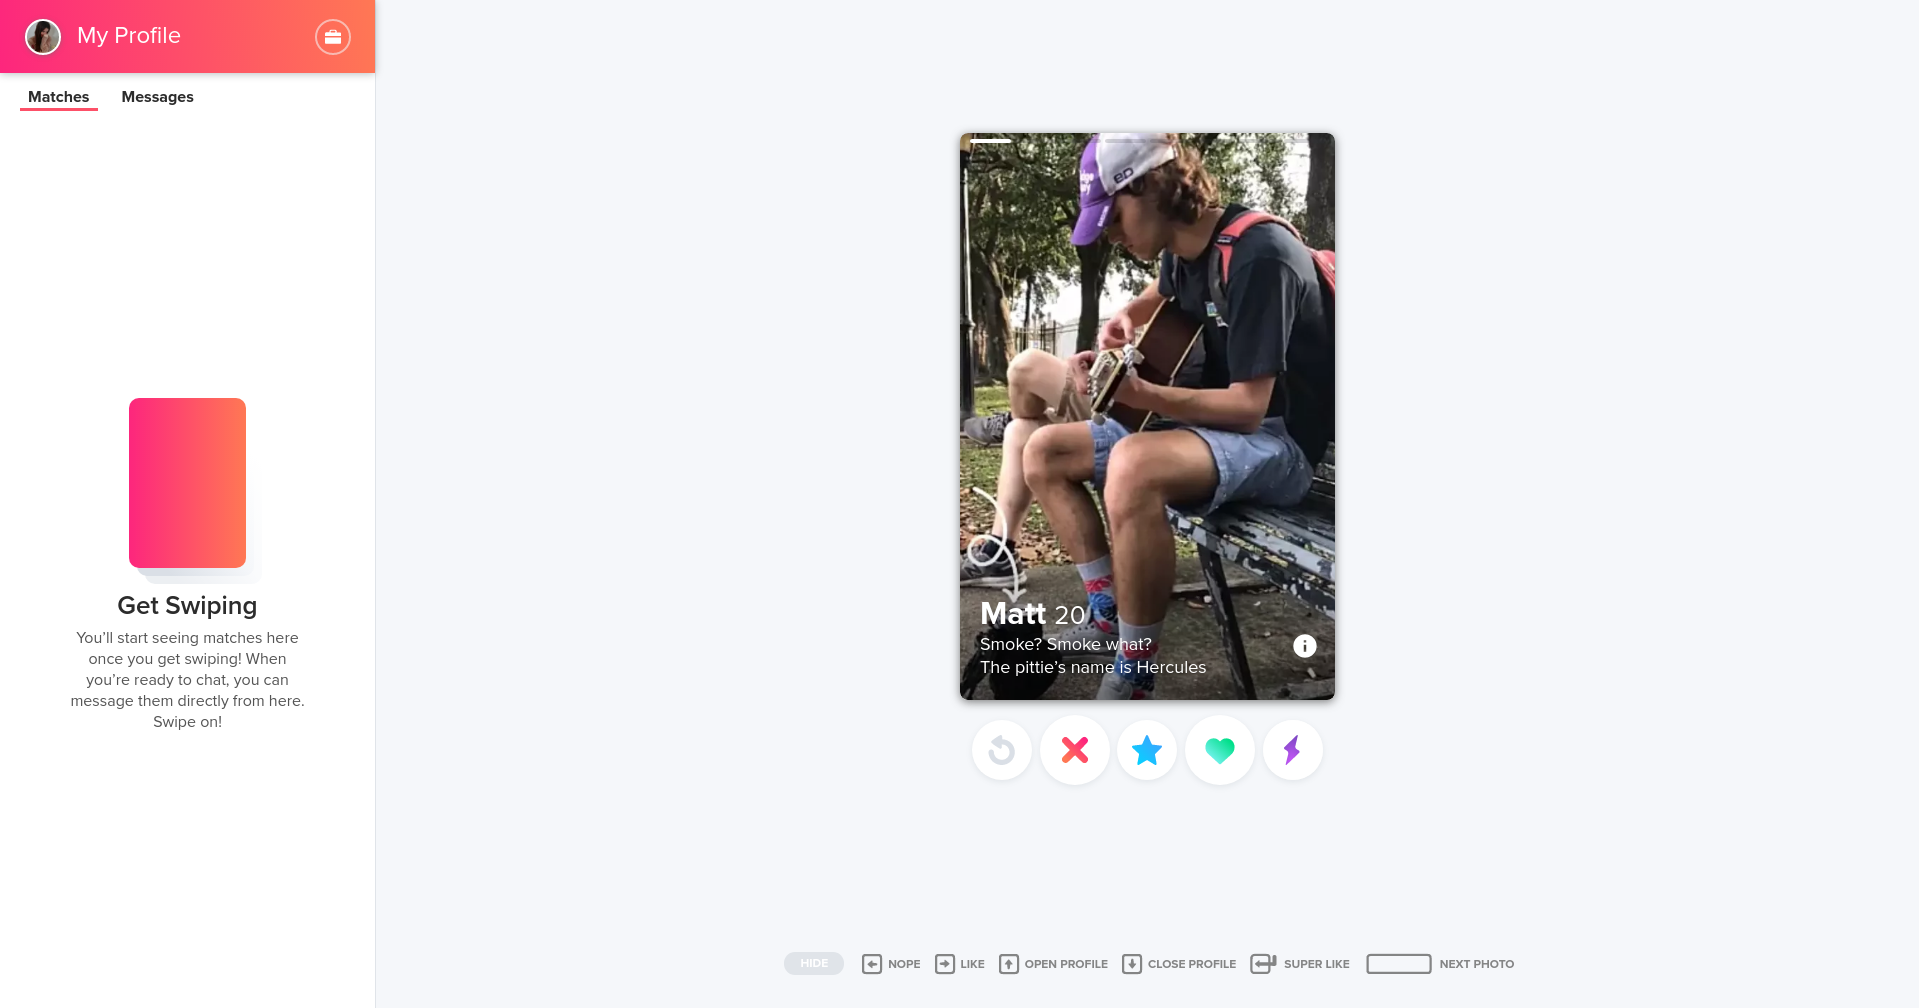 My Profile
Matches
Messages
Get Swiping
You'll start seeing matches here
once you get swiping! When
you're ready to chat, you can
message them directly from here.
Swipe on!
Matt 20
Smoke? Smoke what?
The pittie's name is Hercules
HIDE
NOPE
LIKE
OPEN PROFILE
CLOSE PROFILE
SUPER LIKE
NEXT PHOTO